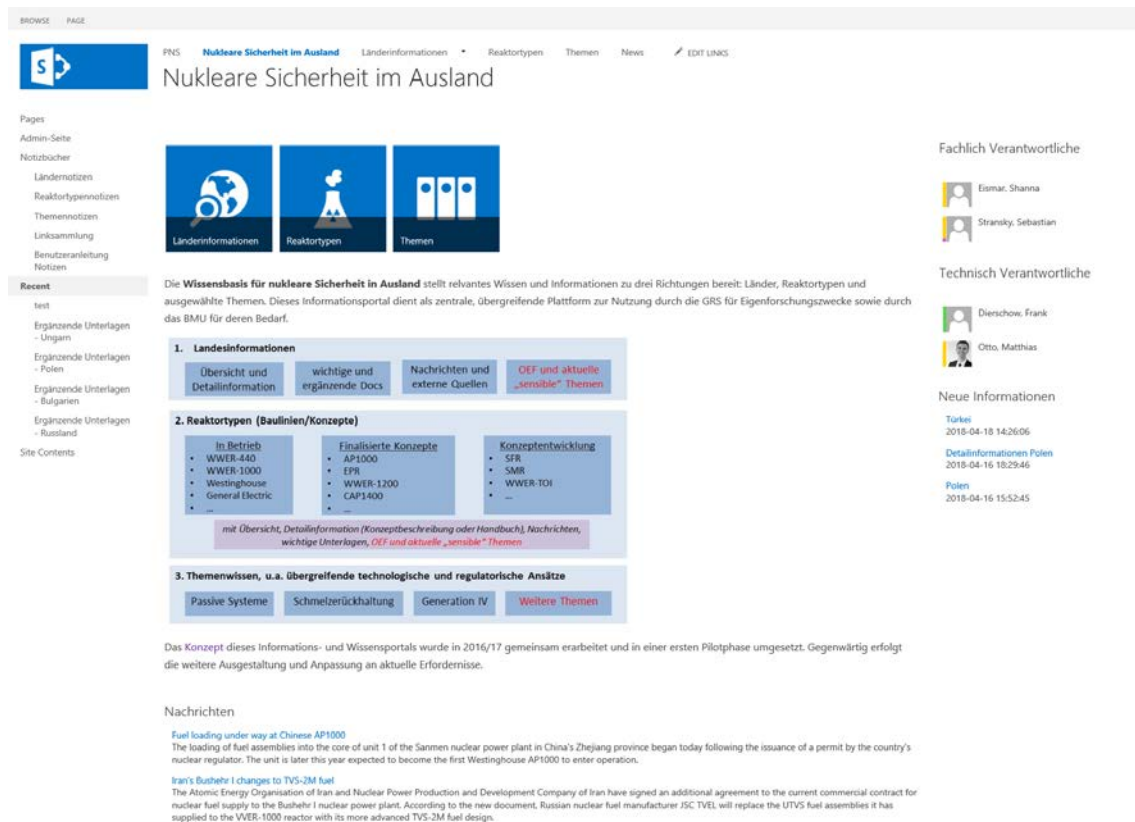 BROWSE PAGE
PNS Nukleare Sicherheit im Ausland Länderinformationen Reaktortypen Themen News EDIT LINKS
Nukleare Sicherheit im Ausland
Pages
Admin-Seite
Notizbücher
Ländernotizen
Reaktortypennotizen
Themennotizen
Linksammlung
Benutzeranleitung
Notizen
Recent
test
Ergänzende Unterlagen
- Ungarn
Ergänzende Unterlagen
- Polen
Ergänzende Unterlagen
- Bulgarien
Ergänzende Unterlagen
- Russland
Site Contents
Länderinformationen
Reaktortypen
Themen
Die Wissensbasis für nukleare Sicherheit in Ausland stellt relvantes Wissen und Informationen zu drei Richtungen bereit: Länder, Reaktortypen und
ausgewählte Themen. Dieses Informationsportal dient als zentrale, übergreifende Plattform zur Nutzung durch die GRS für Eigenforschungszwecke sowie durch
das BMU für deren Bedarf.
1. Landesinformationen
Übersicht und
Detailinformation
wichtige und
ergänzende Docs
Nachrichten und
externe Quellen
OEF und aktuelle
„sensible" Themen
2. Reaktortypen (Baulinien/Konzepte)
In Betrieb
• WWER-440
• WWER-1000
• Westinghouse
• General Electric
• ...
Finalisierte Konzepte
• AP1000
• EPR
• WWER-1200
• CAP1400
• ...
Konzeptentwicklung
• SFR
• SMR
• WWER-TOI
• ...
mit Übersicht, Detailinformation (Konzeptbeschreibung oder Handbuch), Nachrichten,
wichtige Unterlagen, OEF und aktuelle „sensible" Themen
3. Themenwissen, u.a. übergreifende technologische und regulatorische Ansätze
Passive Systeme
Schmelzerückhaltung
Generation IV
Weitere Themen
Das Konzept dieses Informations- und Wissensportals wurde in 2016/17 gemeinsam erarbeitet und in einer ersten Pilotphase umgesetzt. Gegenwärtig erfolgt
die weitere Ausgestaltung und Anpassung an aktuelle Erfordernisse.
Nachrichten
Fuel loading under way at Chinese AP1000
The loading of fuel assemblies into the core of unit 1 of the Sanmen nuclear power plant in China's Zhejiang province began today following the issuance of a permit by the country's
nuclear regulator. The unit is later this year expected to become the first Westinghouse AP1000 to enter operation.
Iran's Bushehr I changes to TVS-2M fuel
The Atomic Energy Organisation of Iran and Nuclear Power Production and Development Company of Iran have signed an additional agreement to the current commercial contract for
nuclear fuel supply to the Bushehr I nuclear power plant. According to the new document, Russian nuclear fuel manufacturer JSC TVEL will replace the UTVS fuel assemblies it has
supplied to the VVER-1000 reactor with its more advanced TVS-2M fuel design.
Fachlich Verantwortliche
Eismar, Shanna
Stransky, Sebastian
Technisch Verantwortliche
Dierschow, Frank
Otto, Matthias
Neue Informationen
Türkei
2018-04-18 14:26:06
Detailinformationen Polen
2018-04-16 18:29:46
Polen
2018-04-16 15:52:45